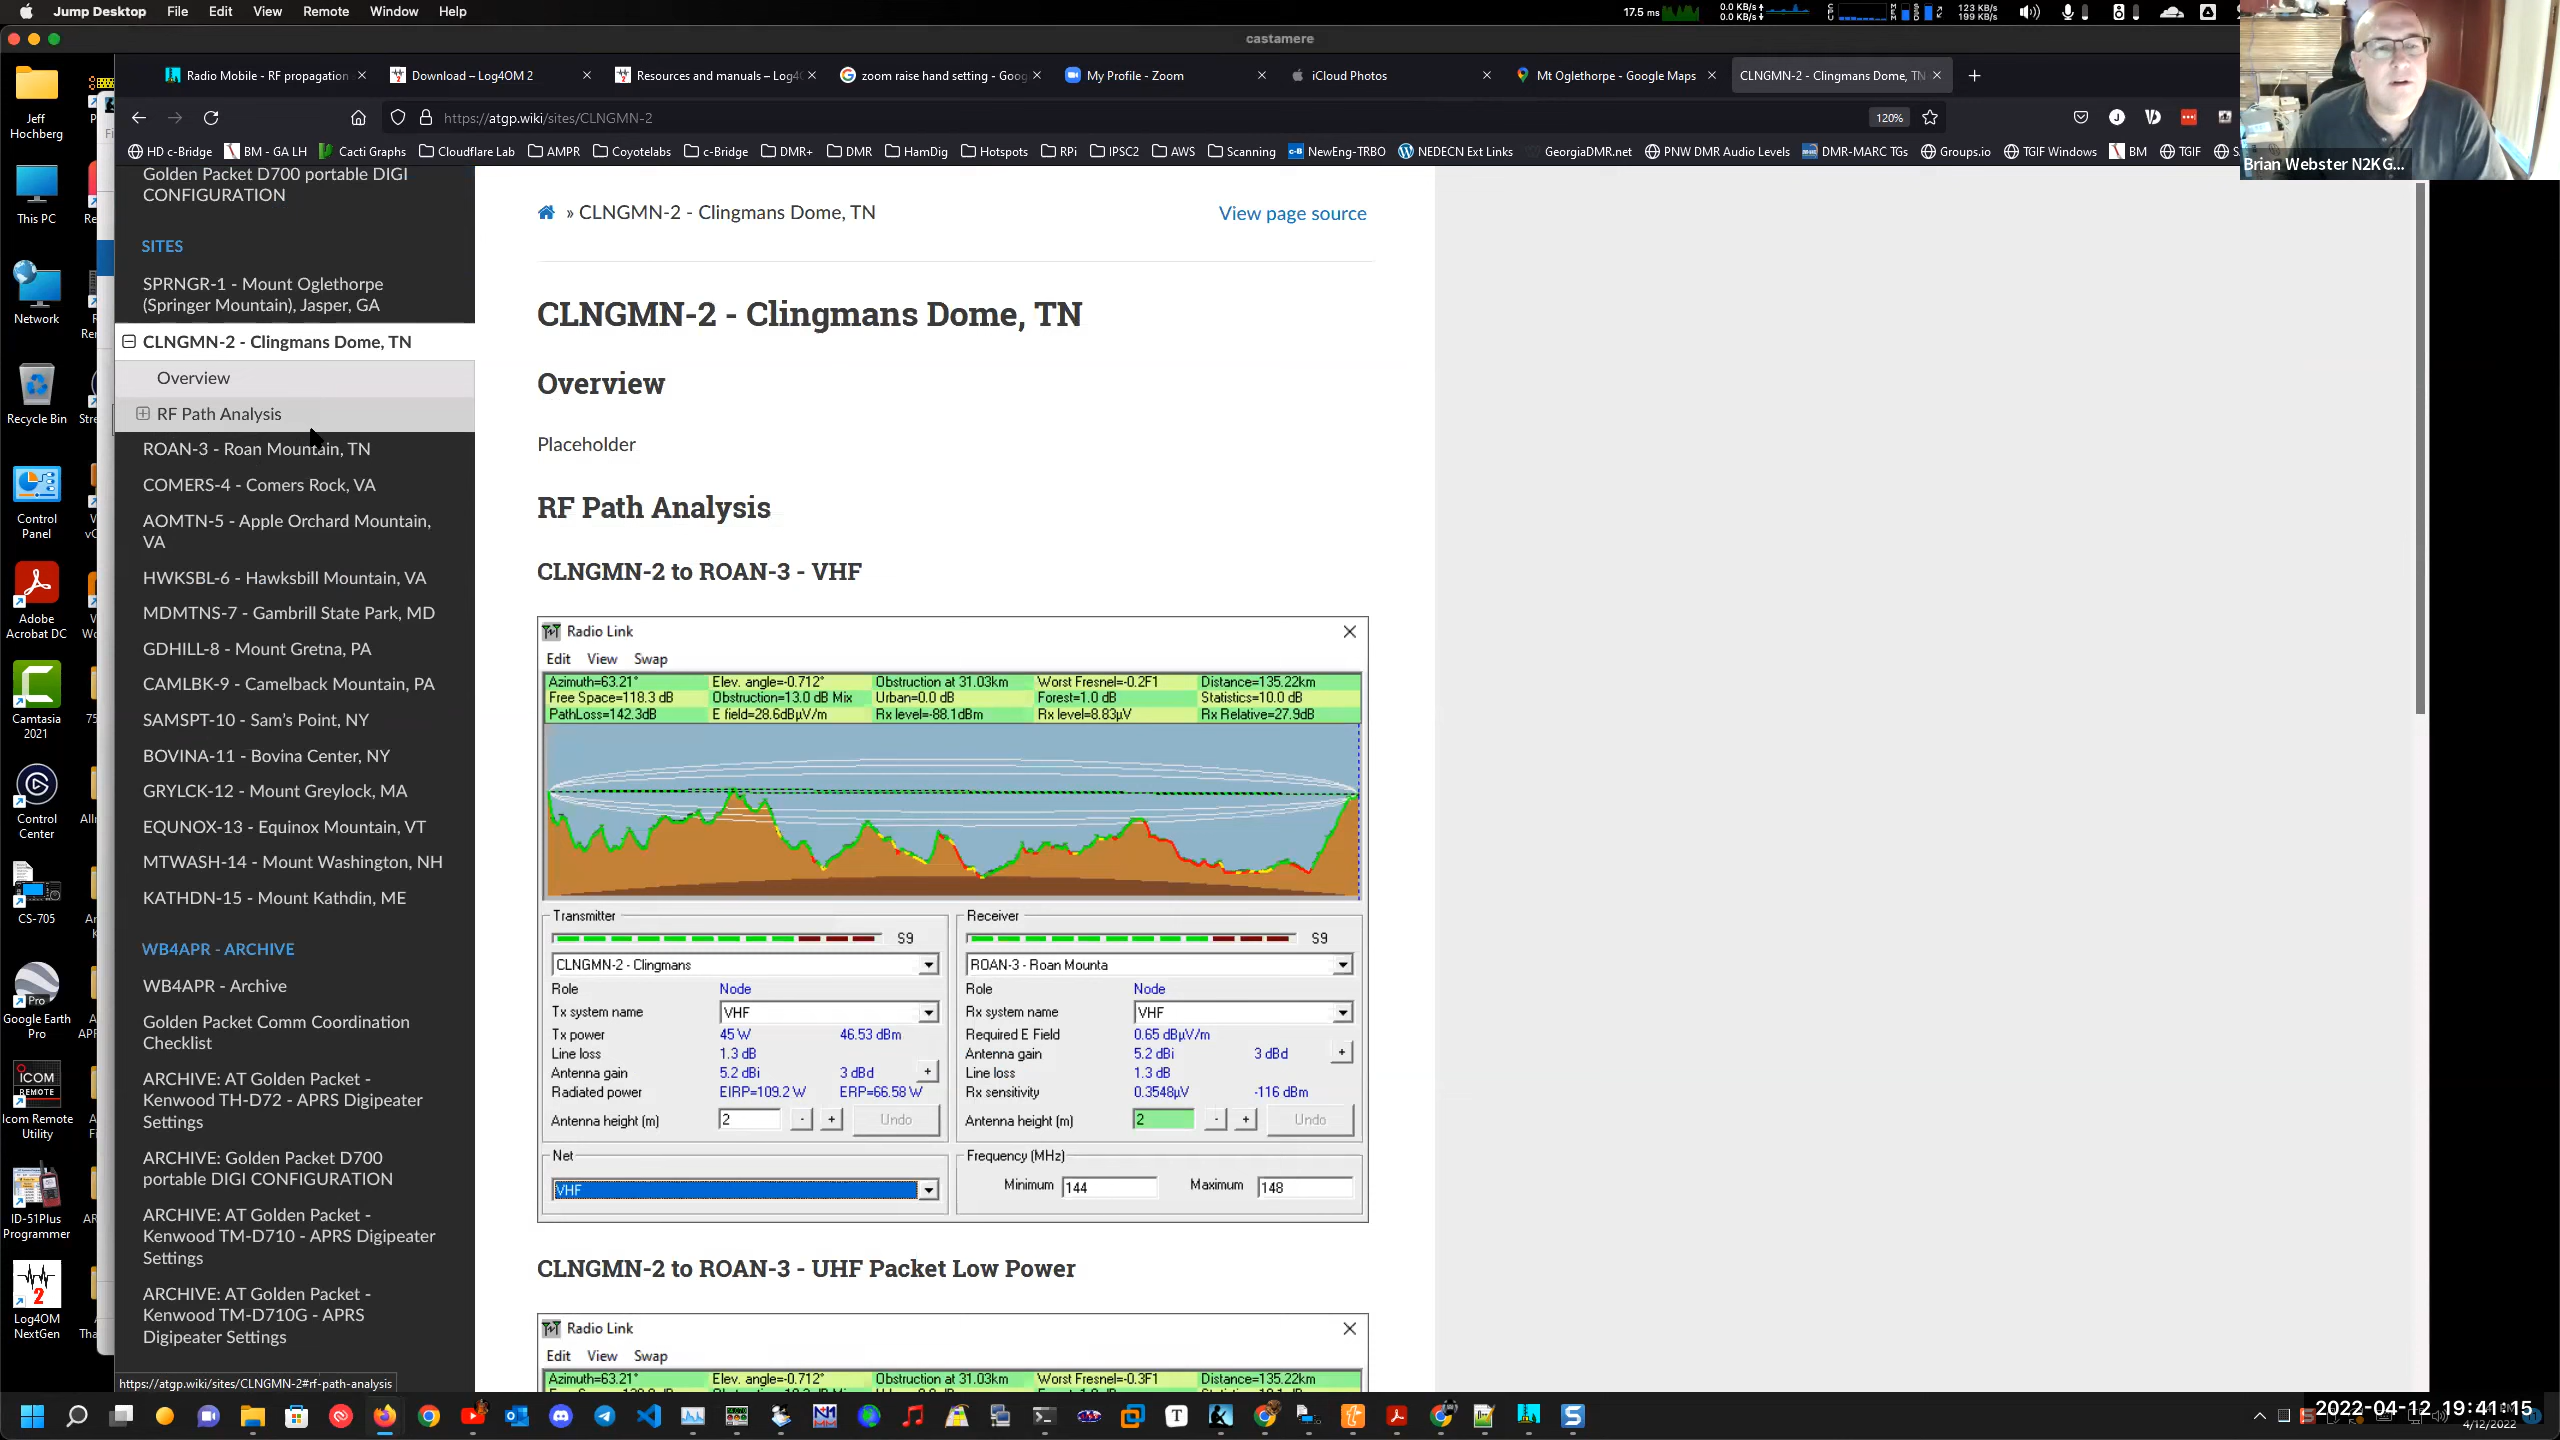 Jump Desktop File Edit View Remote Window Help
17.5 ms
0.0 KB/s
0.0 KB/s
123 KB/s
199 KB/s
castamere
Radio Mobile - RF propagation
Download – Log4OM 2
Resources and manuals – Log4
zoom raise hand setting - Goog
My Profile - Zoom
iCloud Photos
Mt Oglethorpe - Google Maps
CLNGMN-2 - Clingmans Dome, TN
https://atgp.wiki/sites/CLNGMN-2
120%
HD c-Bridge BM - GA LH Cacti Graphs Cloudflare Lab AMPR Coyotelabs c-Bridge DMR+ DMR HamDig Hotspots RPi IPSC2 AWS Scanning NewEng-TRBO NEDECN Ext Links GeorgiaDMR.net PNW DMR Audio Levels DMR-MARC TGs Groups.io TGIF Windows BM TGIF S
Brian Webster N2KG...
Jeff
Hochberg
This PC
Network
Recycle Bin
Control
Panel
Adobe
Acrobat DC
Camtasia
2021
Control
Center
CS-705
Google Earth
Pro
Icom Remote
Utility
ID-51Plus
Programmer
Log4OM
NextGen
Golden Packet D700 portable DIGI
CONFIGURATION
SITES
SPRNGR-1 - Mount Oglethorpe
(Springer Mountain), Jasper, GA
CLNGMN-2 - Clingmans Dome, TN
Overview
RF Path Analysis
ROAN-3 - Roan Mountain, TN
COMERS-4 - Comers Rock, VA
AOMTN-5 - Apple Orchard Mountain,
VA
HWKSBL-6 - Hawksbill Mountain, VA
MDMTNS-7 - Gambrill State Park, MD
GDHILL-8 - Mount Gretna, PA
CAMLBK-9 - Camelback Mountain, PA
SAMSPT-10 - Sam's Point, NY
BOVINA-11 - Bovina Center, NY
GRYLCK-12 - Mount Greylock, MA
EQUNOX-13 - Equinox Mountain, VT
MTWASH-14 - Mount Washington, NH
KATHDN-15 - Mount Kathdin, ME
WB4APR - ARCHIVE
WB4APR - Archive
Golden Packet Comm Coordination
Checklist
ARCHIVE: AT Golden Packet -
Kenwood TH-D72 - APRS Digipeater
Settings
ARCHIVE: Golden Packet D700
portable DIGI CONFIGURATION
ARCHIVE: AT Golden Packet -
Kenwood TM-D710 - APRS Digipeater
Settings
ARCHIVE: AT Golden Packet -
Kenwood TM-D710G - APRS
Digipeater Settings
https://atgp.wiki/sites/CLNGMN-2#rf-path-analysis
» CLNGMN-2 - Clingmans Dome, TN
View page source
CLNGMN-2 - Clingmans Dome, TN
Overview
Placeholder
RF Path Analysis
CLNGMN-2 to ROAN-3 - VHF
Radio Link
Edit View Swap
Azimuth=63.21° Elev. angle=-0.712° Obstruction at 31.03km Worst Fresnel=-0.2F1 Distance=135.22km
Free Space=118.3 dB Obstruction=13.0 dB Mix Urban=0.0 dB Forest=1.0 dB Statistics=10.0 dB
PathLoss=142.3dB E field=28.6dBµV/m Rx level=-88.1dBm Rx level=8.83µV Rx Relative=27.9dB
Transmitter
S9
CLNGMN-2 - Clingmans
Role Node
Tx system name VHF
Tx power 45 W 46.53 dBm
Line loss 1.3 dB
Antenna gain 5.2 dBi 3 dBd +
Radiated power EIRP=109.2 W ERP=66.58 W
Antenna height (m) 2 - + Undo
Receiver
S9
ROAN-3 - Roan Mounta
Role Node
Rx system name VHF
Required E Field 0.65 dBµV/m
Antenna gain 5.2 dBi 3 dBd +
Line loss 1.3 dB
Rx sensitivity 0.3548µV -116 dBm
Antenna height (m) 2 - + Undo
Net
VHF
Frequency (MHz)
Minimum 144 Maximum 148
CLNGMN-2 to ROAN-3 - UHF Packet Low Power
Radio Link
Edit View Swap
Azimuth=63.21° Elev. angle=-0.712° Obstruction at 31.03km Worst Fresnel=-0.3F1 Distance=135.22km
2022-04-12 19:41:15
4/12/2022